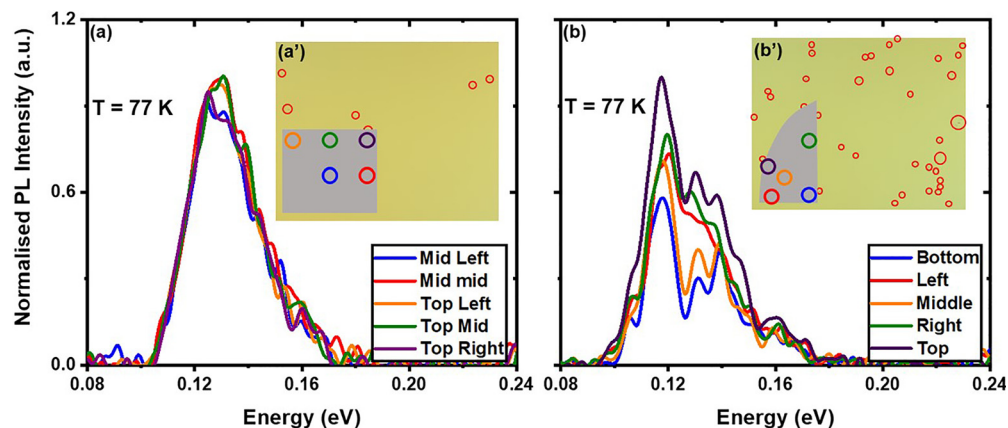 Normalised PL Intensity (a.u.)
1.2
0.6
0.0
(a)
T = 77 K
(a')
Mid Left
Mid mid
Top Left
Top Mid
Top Right
0.08 0.12 0.16 0.20 0.24
Energy (eV)
(b)
T = 77 K
(b')
Bottom
Left
Middle
Right
Top
0.08 0.12 0.16 0.20 0.24
Energy (eV)